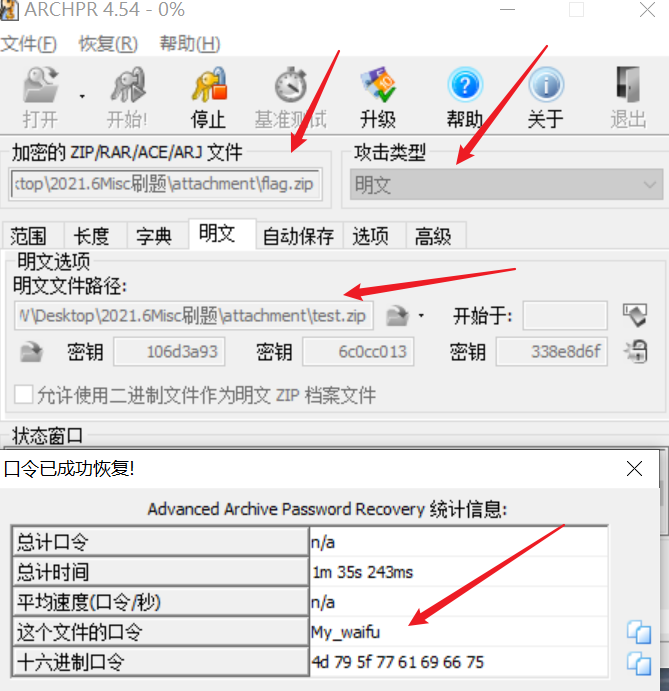 ARCHPR 4.54 - 0%
文件(F) 恢复(R) 帮助(H)
打开 开始! 停止 基准测试 升级 帮助 关于 退出
加密的 ZIP/RAR/ACE/ARJ 文件 攻击类型
ktop\2021.6Misc刷题\attachment\flag.zip 明文
范围 长度 字典 明文 自动保存 选项 高级
明文选项
明文文件路径:
\Desktop\2021.6Misc刷题\attachment\test.zip 开始于:
密钥 106d3a93 密钥 6c0cc013 密钥 338e8d6f
允许使用二进制文件作为明文 ZIP 档案文件
状态窗口
口令已成功恢复!
Advanced Archive Password Recovery 统计信息:
总计口令 n/a
总计时间 1m 35s 243ms
平均速度(口令/秒) n/a
这个文件的口令 My_waifu
十六进制口令 4d 79 5f 77 61 69 66 75